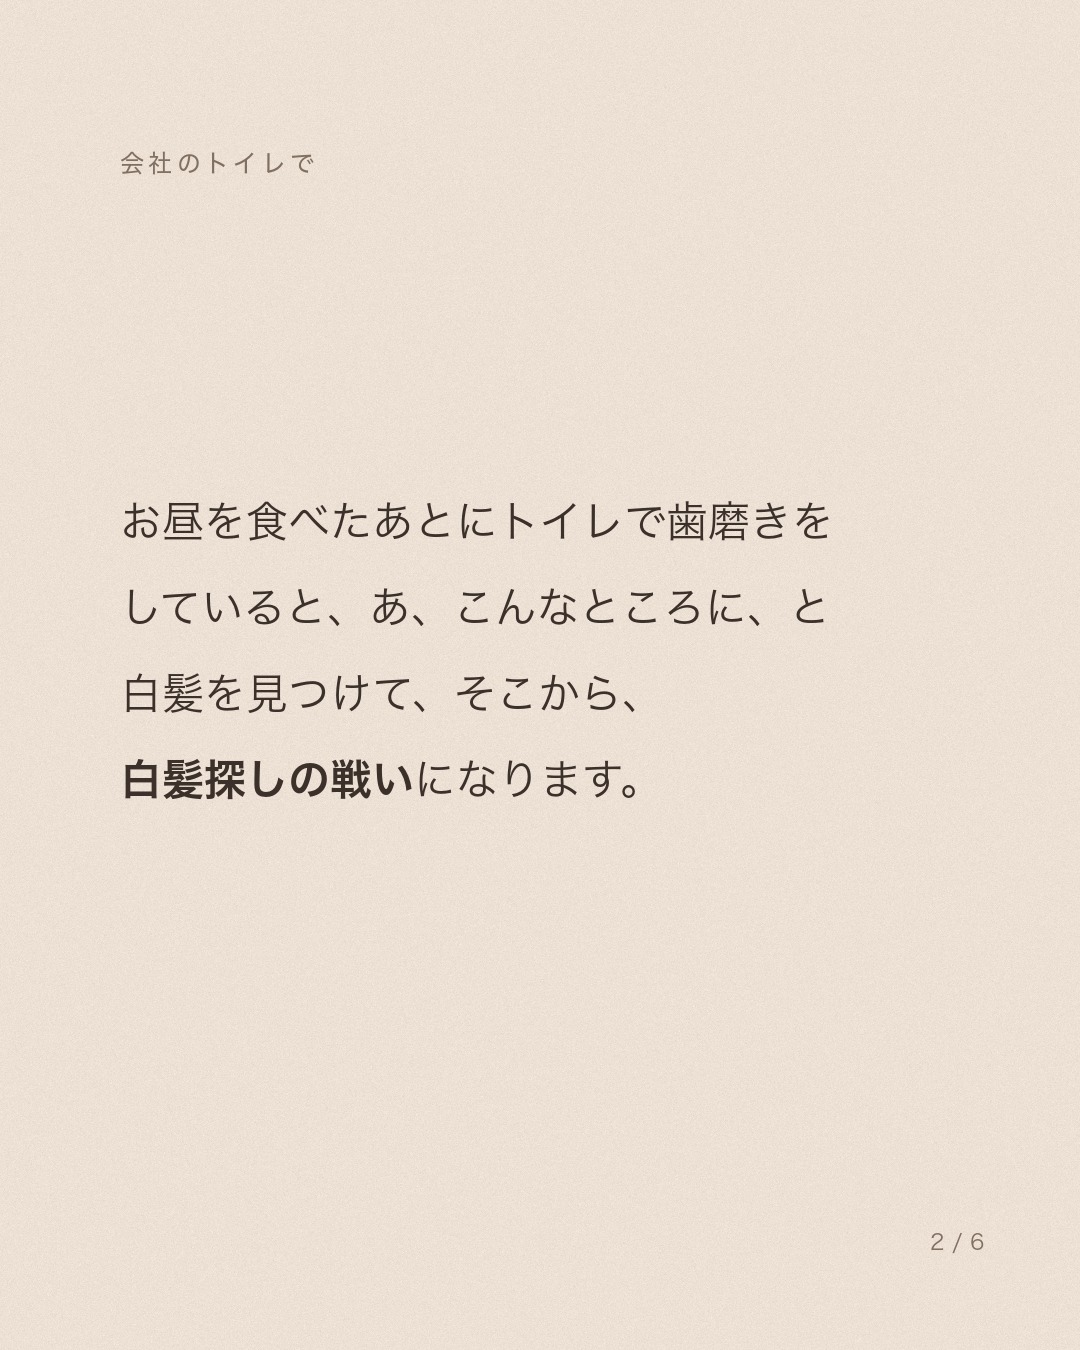 会社のトイレで
お昼を食べたあとにトイレで歯磨きを
していると、あ、こんなところに、と
白髪を見つけて、そこから、
白髪探しの戦いになります。
2 / 6